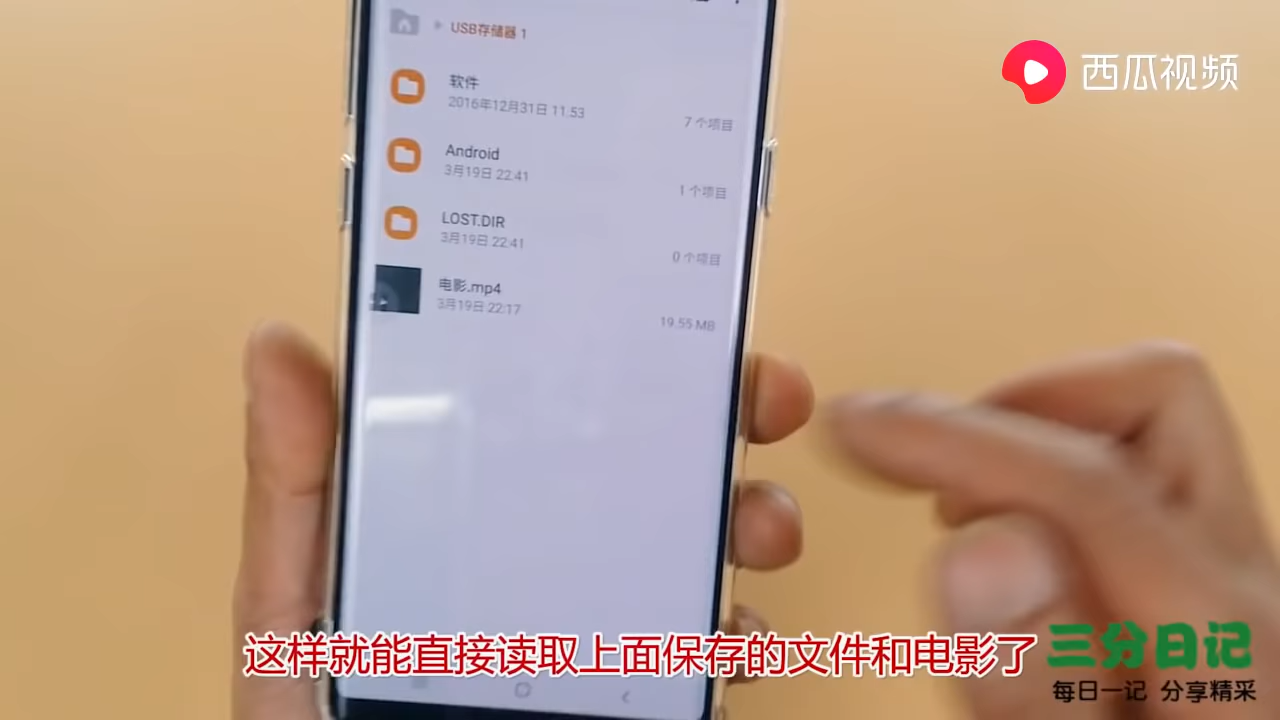 USB存储器 1
西瓜视频
软件
2016年12月31日 11:53
7 个项目
Android
3月19日 22:41
1 个项目
LOST.DIR
3月19日 22:41
0 个项目
电影.mp4
3月19日 22:17
19.55 MB
这样就能直接读取上面保存的文件和电影了
三分日记
每日一记 分享精采